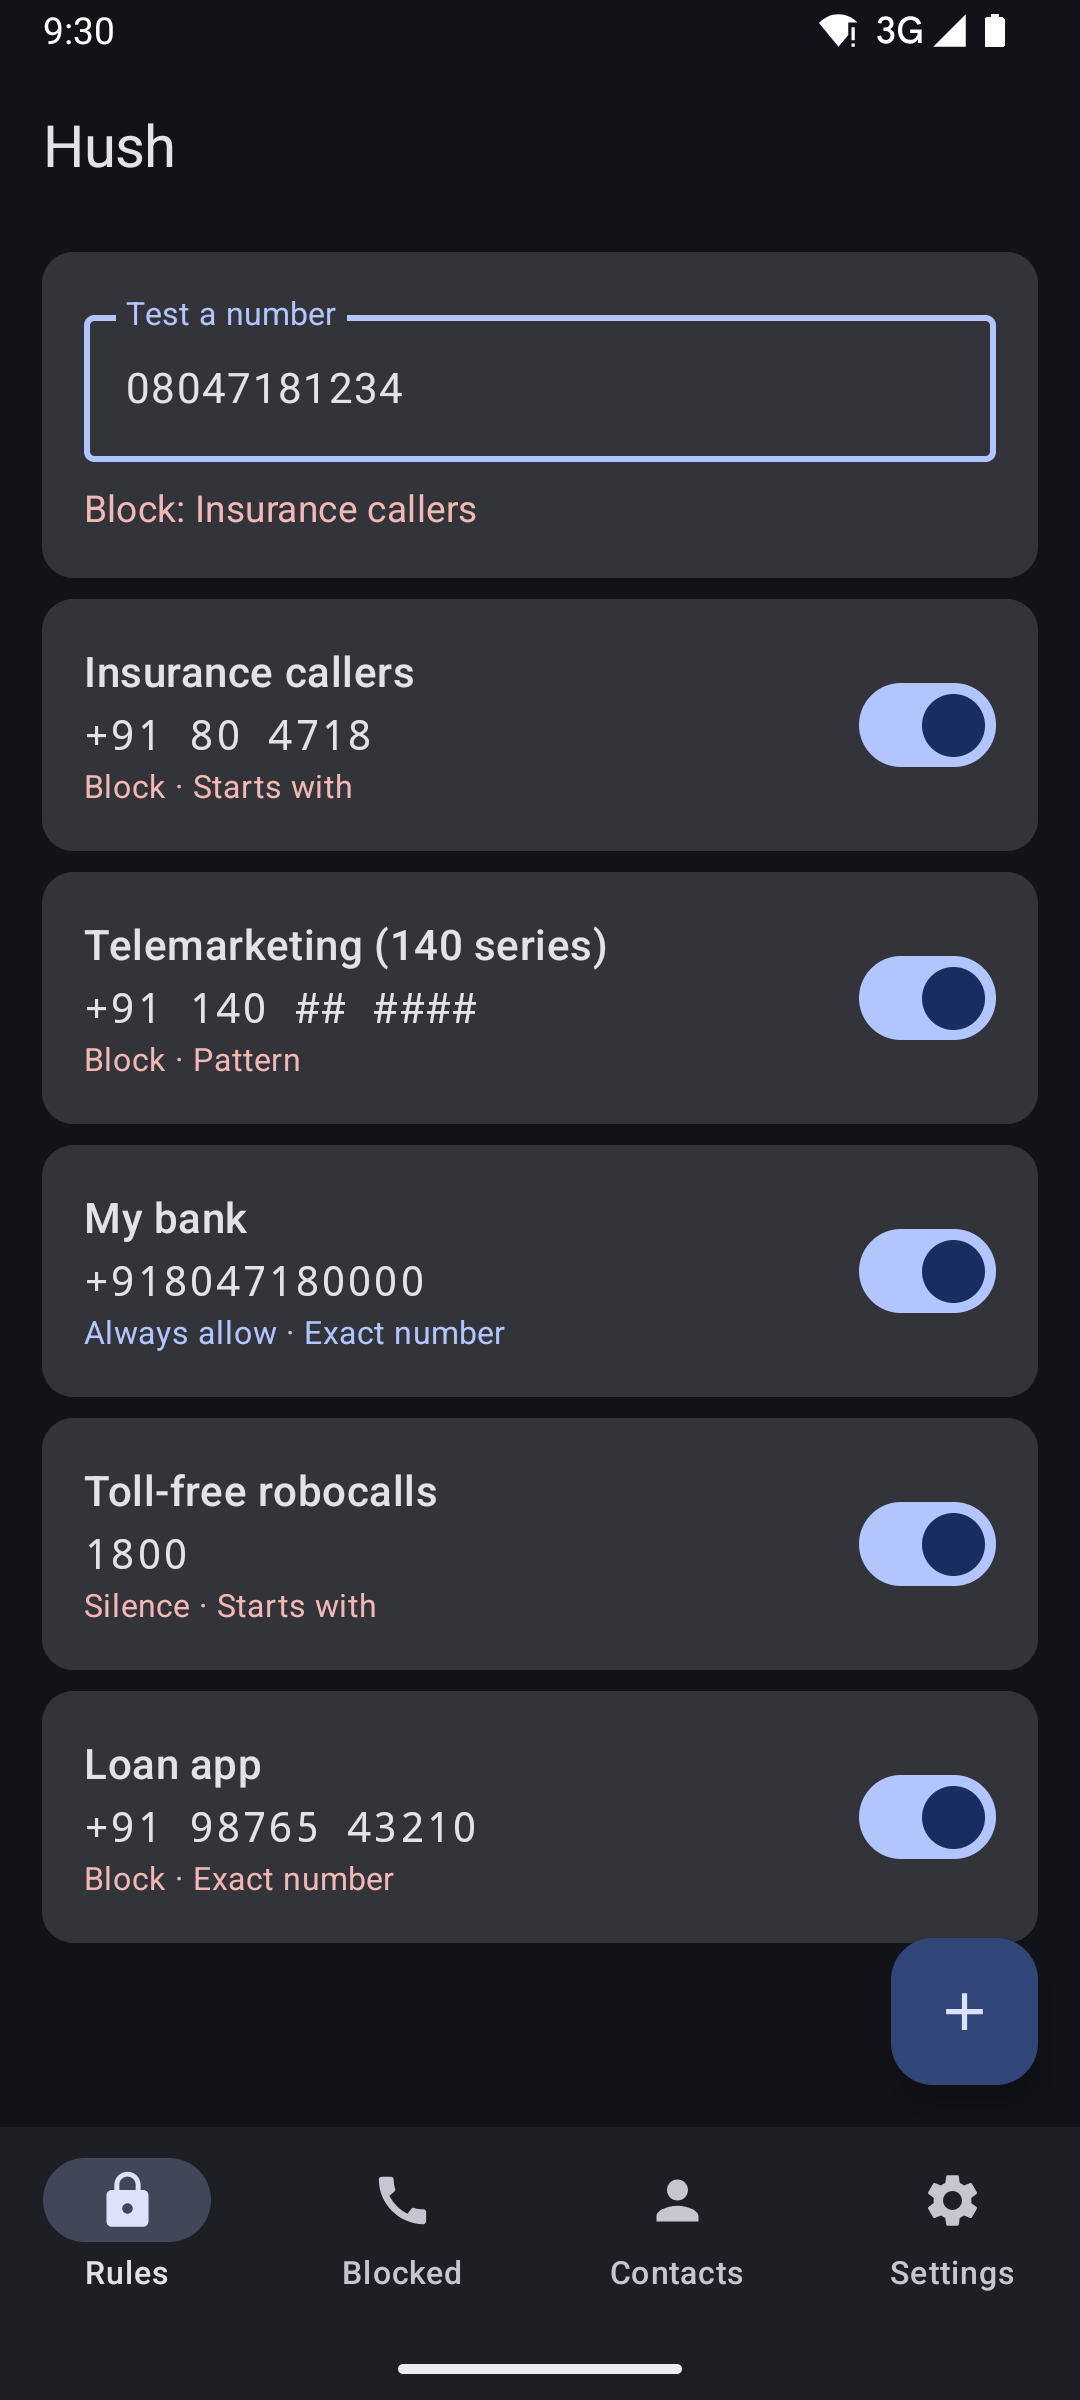 9:30
3G
Hush
Test a number
08047181234
Block: Insurance callers
Insurance callers
+91 80 4718
Block · Starts with
Telemarketing (140 series)
+91 140 ## ####
Block · Pattern
My bank
+918047180000
Always allow · Exact number
Toll-free robocalls
1800
Silence · Starts with
Loan app
+91 98765 43210
Block · Exact number
Rules
Blocked
Contacts
Settings